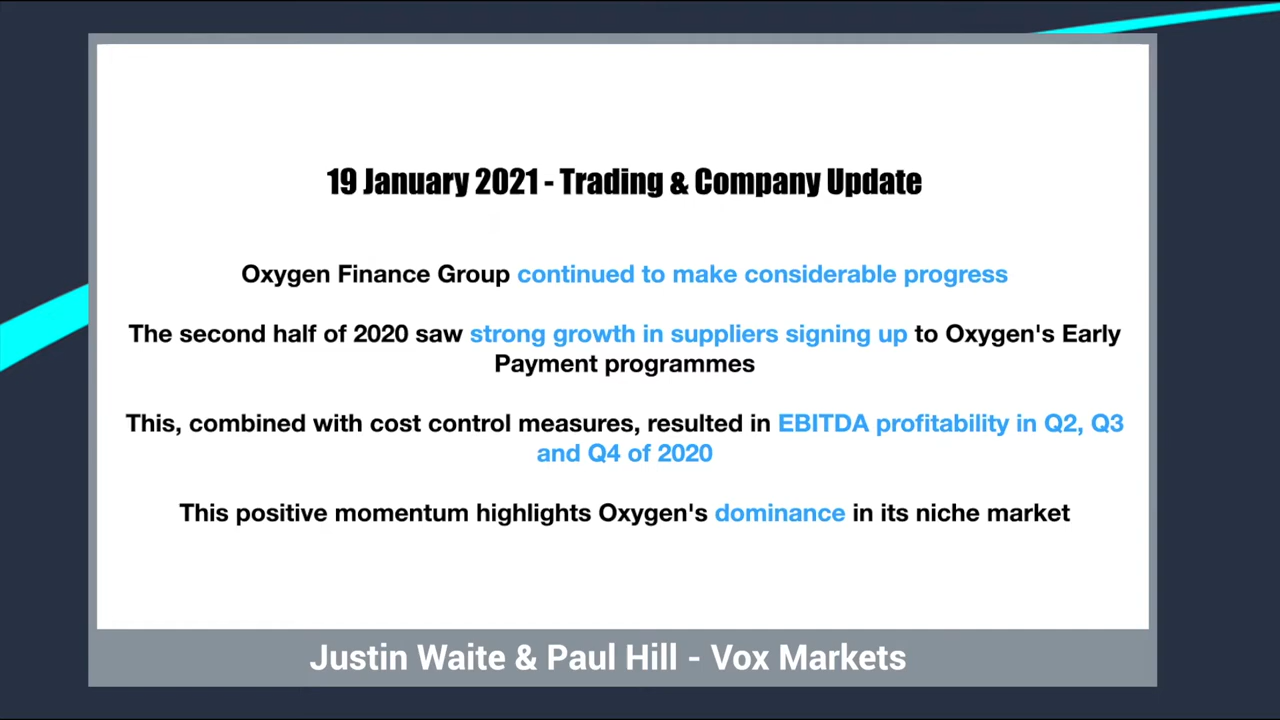 19 January 2021 - Trading & Company Update
Oxygen Finance Group continued to make considerable progress
The second half of 2020 saw strong growth in suppliers signing up to Oxygen's Early
Payment programmes
This, combined with cost control measures, resulted in EBITDA profitability in Q2, Q3
and Q4 of 2020
This positive momentum highlights Oxygen's dominance in its niche market
Justin Waite & Paul Hill - Vox Markets